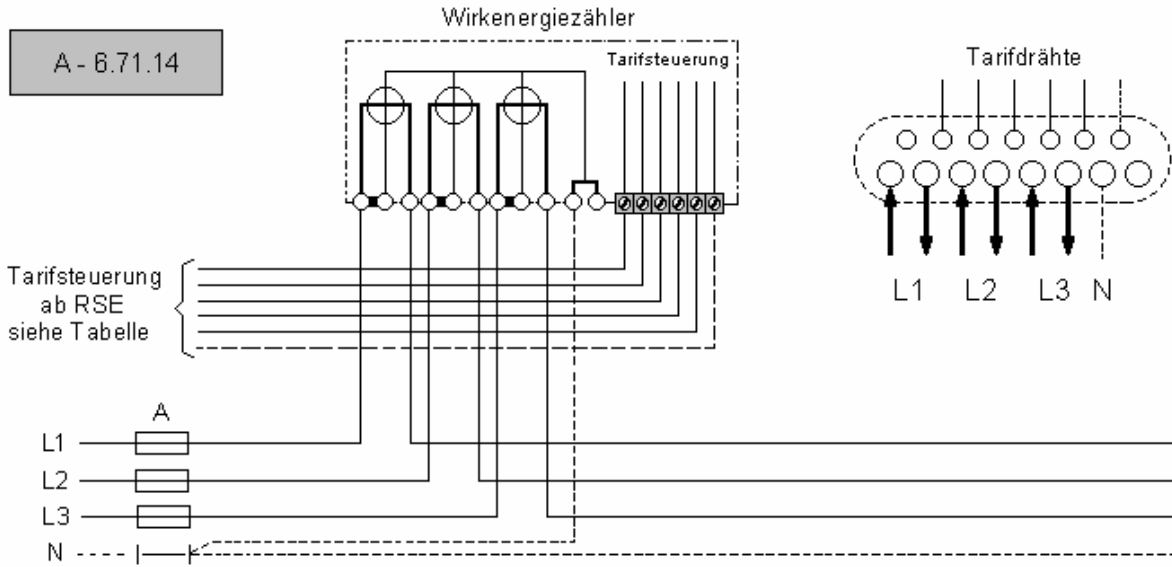 Wirkenergiezähler
A - 6.71.14
Tarifsteuerung
Tarifdrähte
L1 L2 L3 N
Tarifsteuerung
ab RSE
siehe Tabelle
A
L1
L2
L3
N